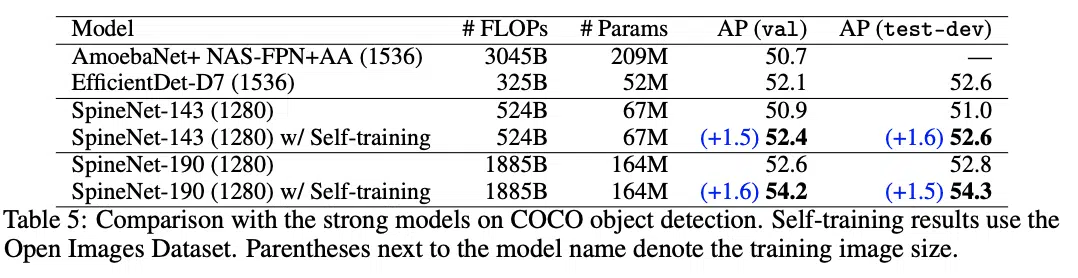 Model # FLOPs # Params AP (val) AP (test-dev)
AmoebaNet+ NAS-FPN+AA (1536) 3045B 209M 50.7 —
EfficientDet-D7 (1536) 325B 52M 52.1 52.6
SpineNet-143 (1280) 524B 67M 50.9 51.0
SpineNet-143 (1280) w/ Self-training 524B 67M (+1.5) 52.4 (+1.6) 52.6
SpineNet-190 (1280) 1885B 164M 52.6 52.8
SpineNet-190 (1280) w/ Self-training 1885B 164M (+1.6) 54.2 (+1.5) 54.3
Table 5: Comparison with the strong models on COCO object detection. Self-training results use the
Open Images Dataset. Parentheses next to the model name denote the training image size.